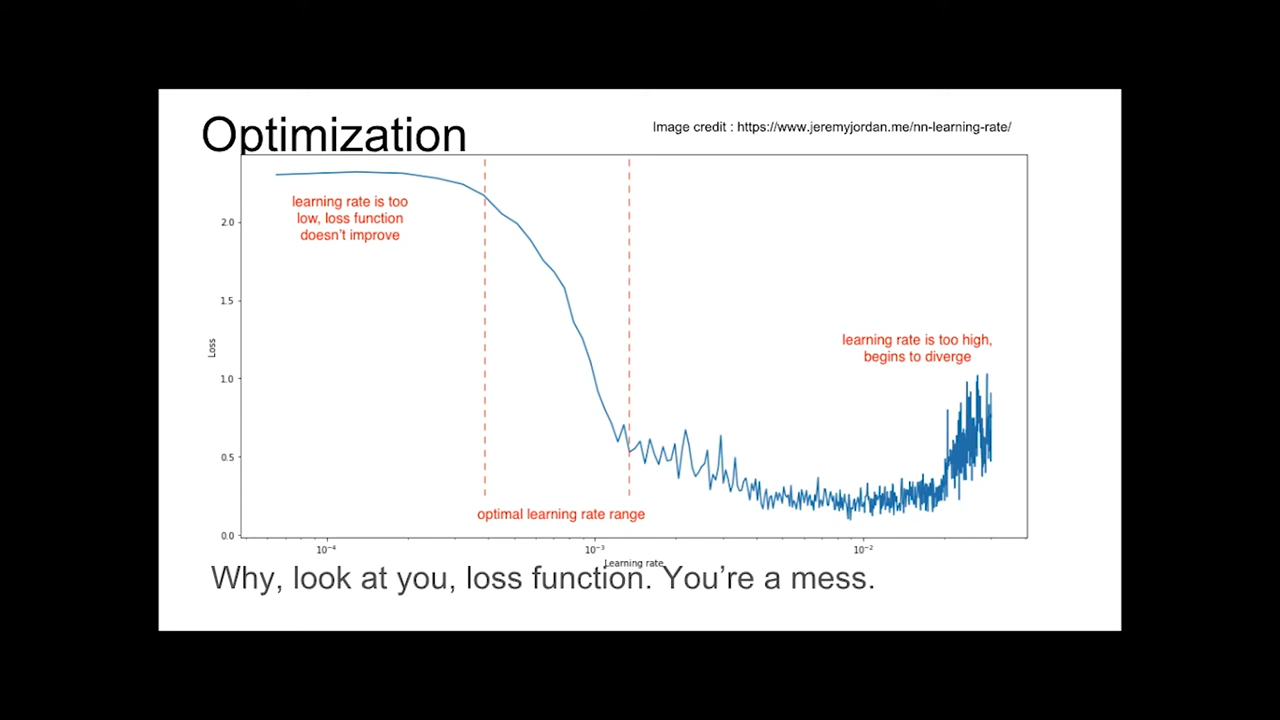 Optimization
Image credit : https://www.jeremyjordan.me/nn-learning-rate/
learning rate is too
low, loss function
doesn't improve
2.0
1.5
Loss
learning rate is too high,
begins to diverge
1.0
0.5
optimal learning rate range
0.0
10⁻⁴
10⁻³
10⁻²
Learning rate
Why, look at you, loss function. You're a mess.